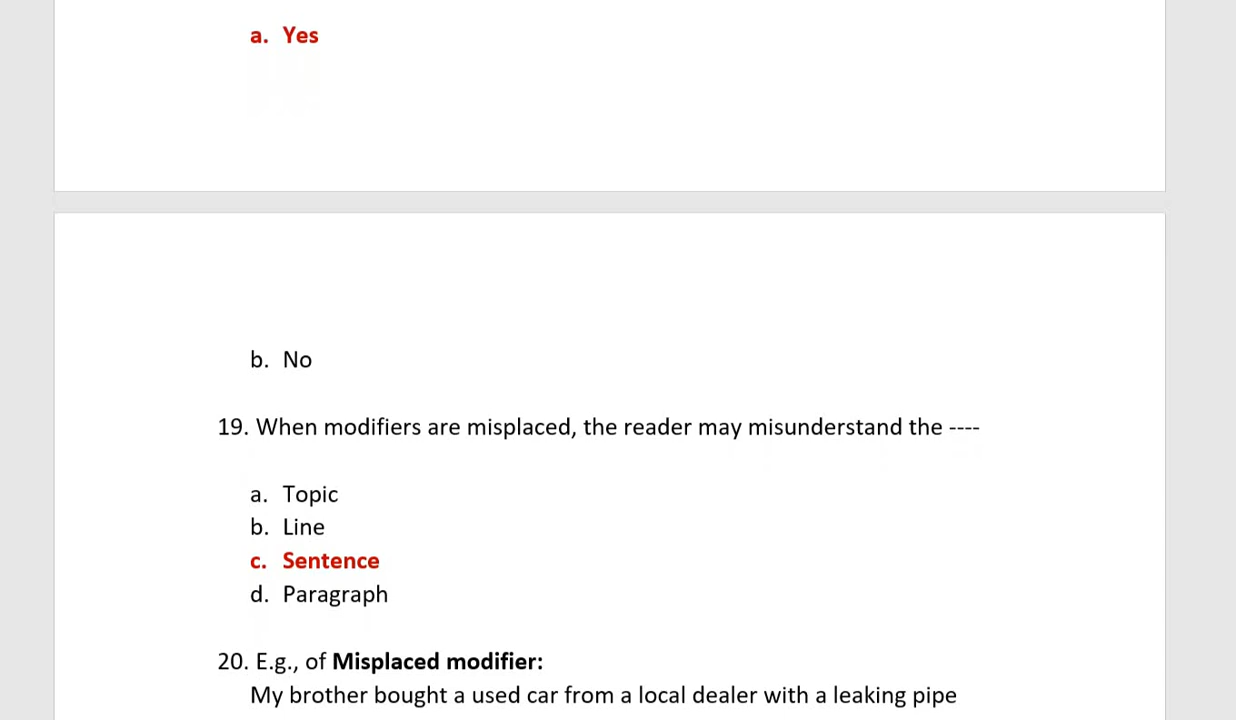 a. Yes
b. No
19. When modifiers are misplaced, the reader may misunderstand the ----
a. Topic
b. Line
c. Sentence
d. Paragraph
20. E.g., of Misplaced modifier:
My brother bought a used car from a local dealer with a leaking pipe